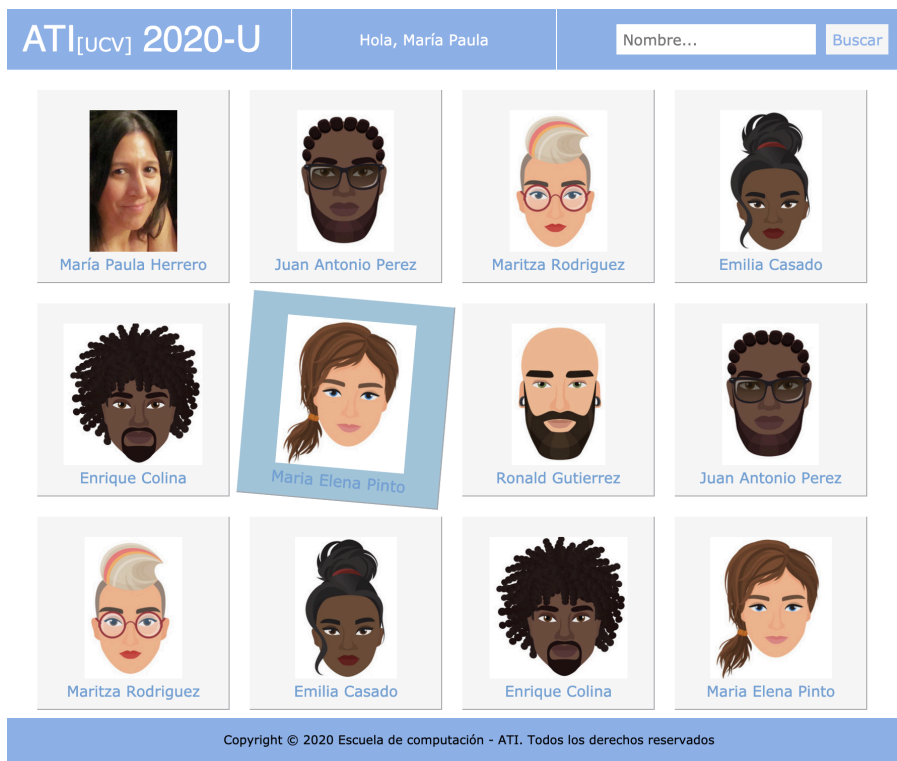 ATI[UCV] 2020-U
Hola, María Paula
Nombre...
Buscar
María Paula Herrero
Juan Antonio Perez
Maritza Rodriguez
Emilia Casado
Enrique Colina
Maria Elena Pinto
Ronald Gutierrez
Juan Antonio Perez
Maritza Rodriguez
Emilia Casado
Enrique Colina
Maria Elena Pinto
Copyright © 2020 Escuela de computación - ATI. Todos los derechos reservados